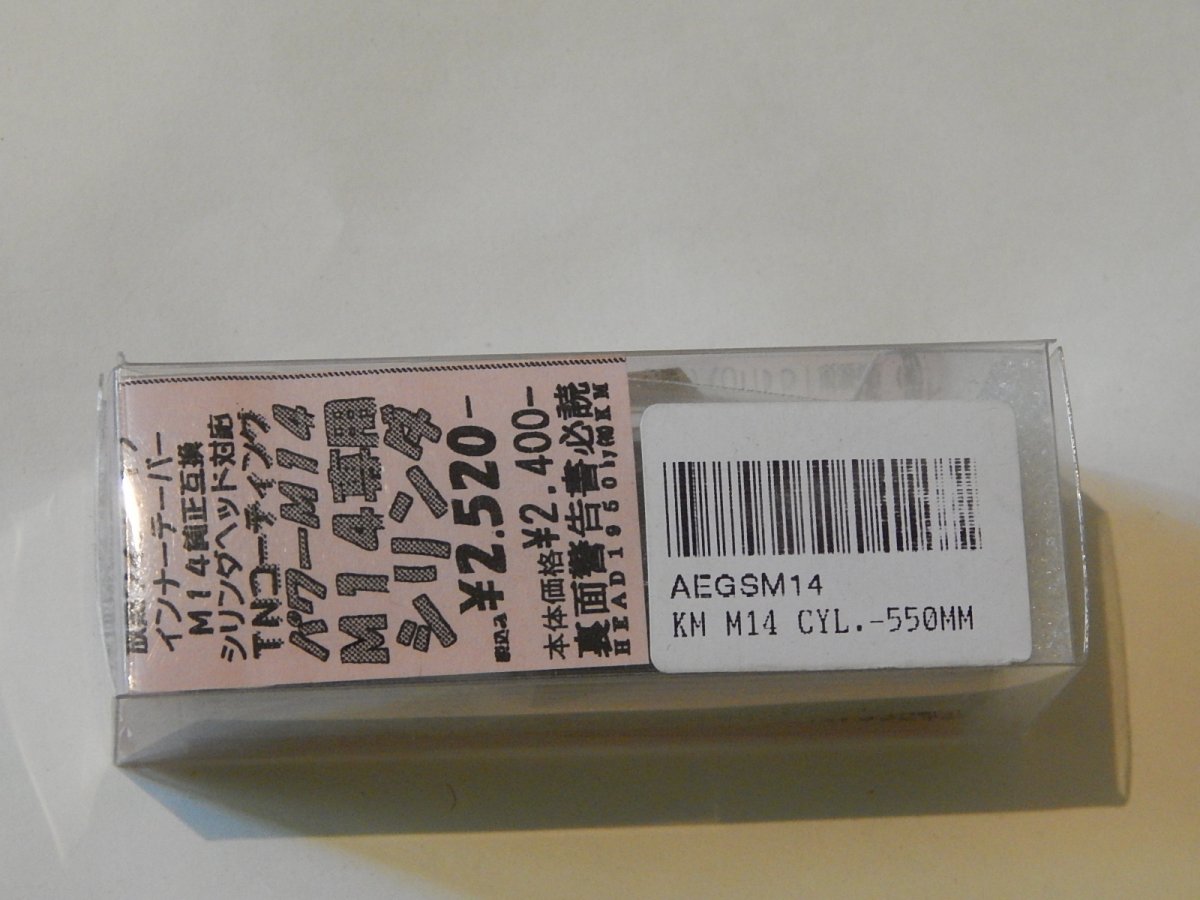 インナーテーパー
M14純正互換
シリンダヘッド対応
TNコーティング
パワーM14
M14専用
シリンダ
税込み ¥2.520-
本体価格¥2.400-
裏面警告書必読
HEAD1950
AEGSM14
KM M14 CYL.-550MM